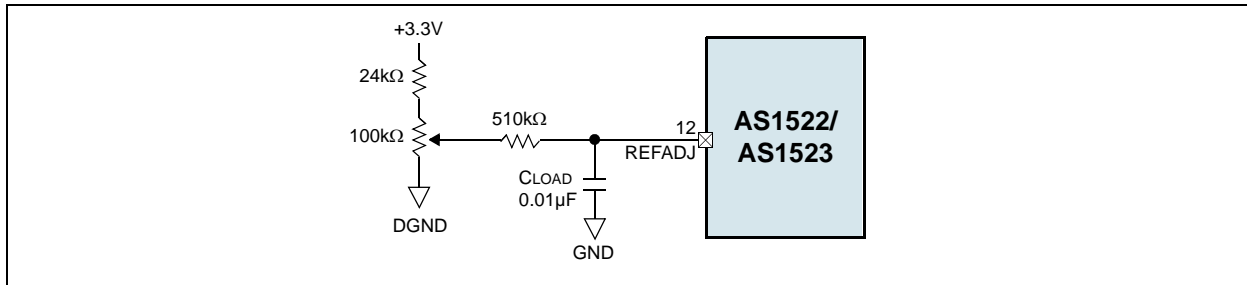 +3.3V
24kΩ
100kΩ
510kΩ
12
REFADJ
AS1522/
AS1523
CLOAD
0.01µF
DGND
GND